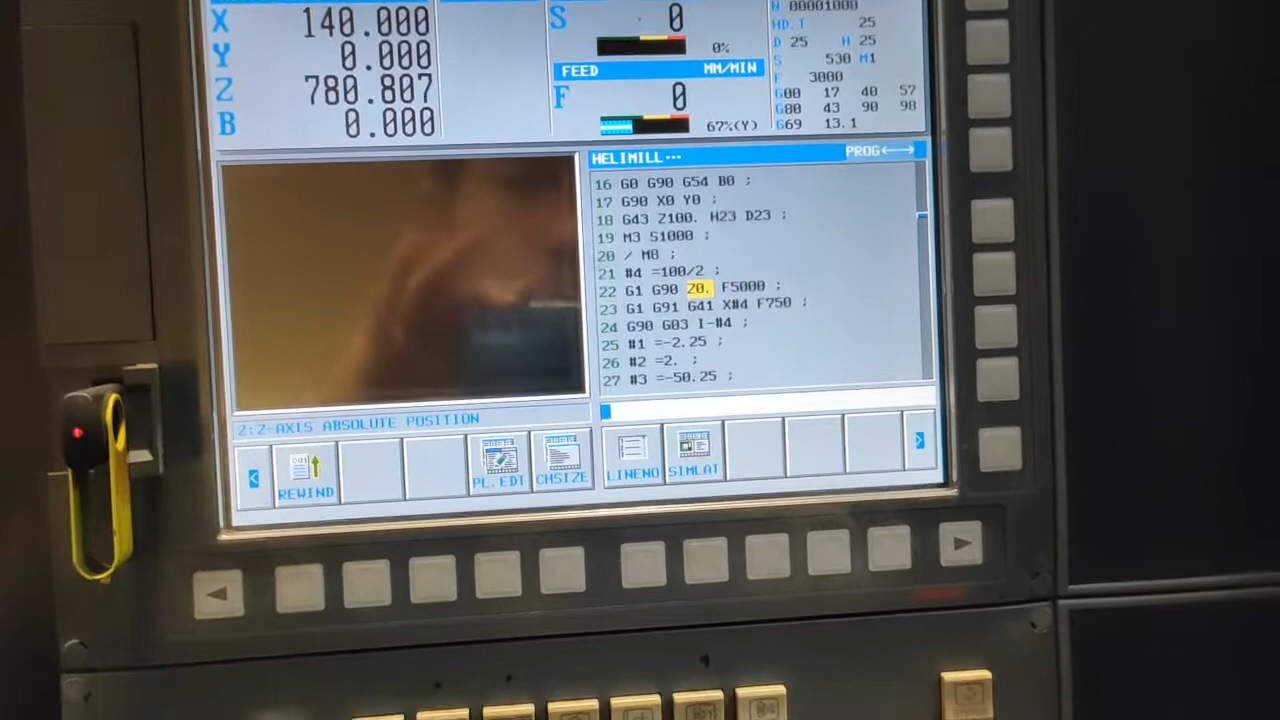 X 140.000
Y 0.000
Z 780.807
B 0.000
S 0
0%
FEED MM/MIN
F 0
67%(Y)
N 00001000
HD.T 25
D 25 H 25
S 530 M1
F 3000
G00 17 40 57
G80 43 90 98
G69 13.1
HELIMILL··· PROG←→
16 G0 G90 G54 B0 ;
17 G90 X0 Y0 ;
18 G43 Z100. H23 D23 ;
19 M3 S1000 ;
20 / M8 ;
21 #4 =100/2 ;
22 G1 G90 Z0. F5000 ;
23 G1 G91 G41 X#4 F750 ;
24 G90 G03 I-#4 ;
25 #1 =-2.25 ;
26 #2 =2. ;
27 #3 =-50.25 ;
Z:Z-AXIS ABSOLUTE POSITION
< REWIND PL.EDT CHSIZE LINENO SIMLAT >